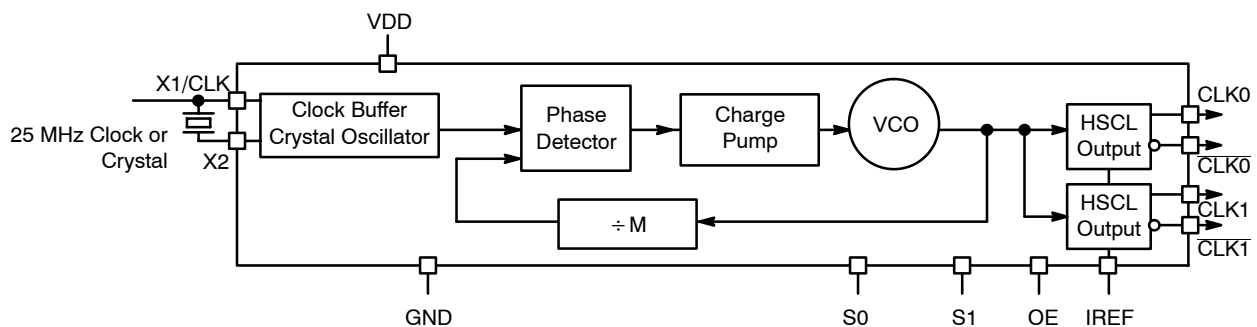 VDD
X1/CLK
25 MHz Clock or
Crystal
X2
Clock Buffer
Crystal Oscillator
Phase
Detector
Charge
Pump
VCO
÷ M
HSCL
Output
HSCL
Output
CLK0
CLK0
CLK1
CLK1
GND
S0
S1
OE
IREF